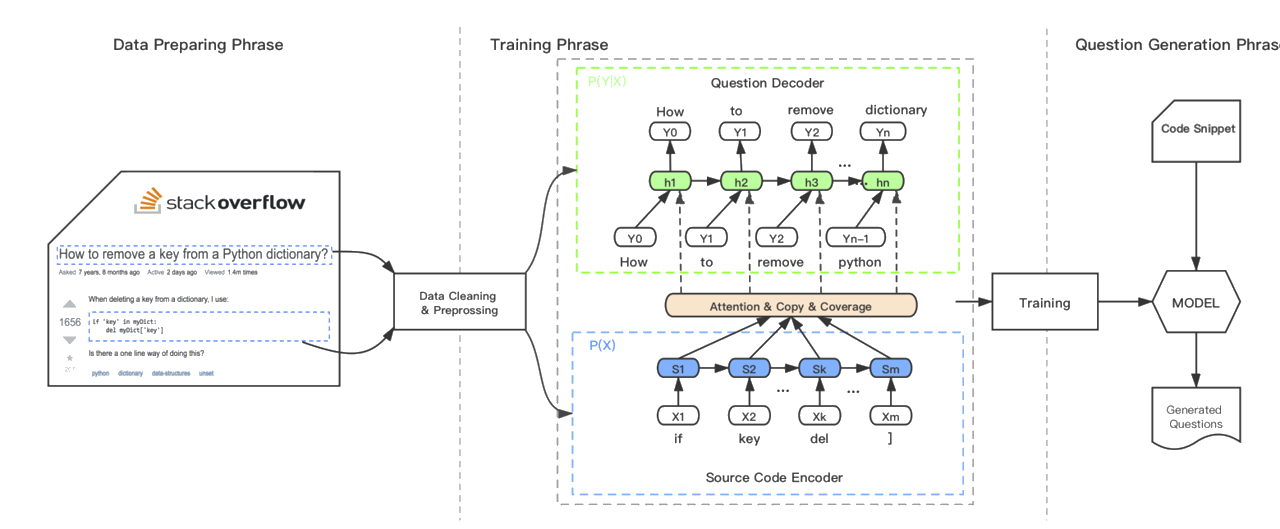 Data Preparing Phrase
stackoverflow
How to remove a key from a Python dictionary?
Asked 7 years, 8 months ago Active 2 days ago Viewed 1.4m times
When deleting a key from a dictionary, I use:
1656
if 'key' in myDict:
del myDict['key']
Is there a one line way of doing this?
python dictionary data-structures unset
Data Cleaning
& Preprossing
Training Phrase
P(Y|X)
Question Decoder
How to remove dictionary
Y0 Y1 Y2 Yn
...
h1 h2 h3 ... hn
Y0 Y1 Y2 Yn-1
How to remove python
Attention & Copy & Coverage
P(X)
S1 S2 Sk Sm
... ...
X1 X2 Xk Xm
if key del ]
Source Code Encoder
Training
Question Generation Phras
Code Snippet
MODEL
Generated
Questions